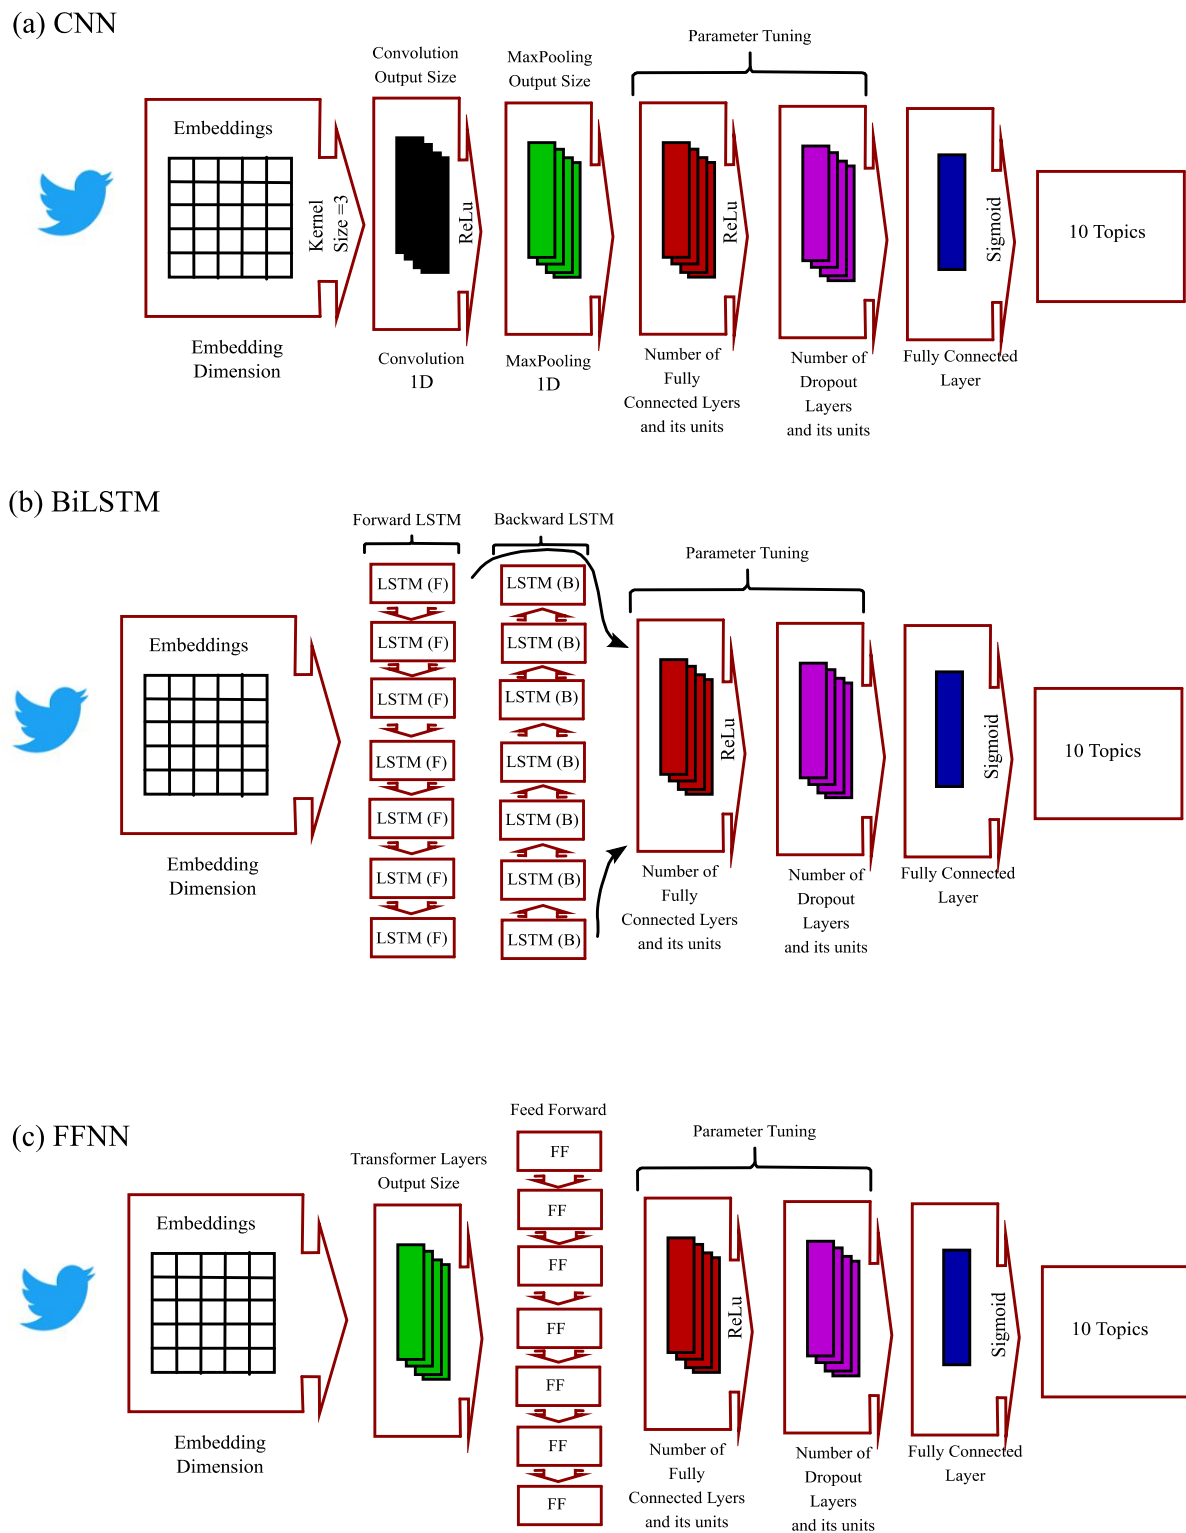 (a) CNN
Parameter Tuning
Convolution
Output Size
MaxPooling
Output Size
Embeddings
Kernel
Size =3
ReLu
ReLu
Sigmoid
10 Topics
Embedding
Dimension
Convolution
1D
MaxPooling
1D
Number of
Fully
Connected Lyers
and its units
Number of
Dropout
Layers
and its units
Fully Connected
Layer
(b) BiLSTM
Forward LSTM
Backward LSTM
Parameter Tuning
LSTM (F)
LSTM (F)
LSTM (F)
LSTM (F)
LSTM (F)
LSTM (F)
LSTM (F)
LSTM (B)
LSTM (B)
LSTM (B)
LSTM (B)
LSTM (B)
LSTM (B)
LSTM (B)
Embeddings
ReLu
Sigmoid
10 Topics
Embedding
Dimension
Number of
Fully
Connected Lyers
and its units
Number of
Dropout
Layers
and its units
Fully Connected
Layer
(c) FFNN
Feed Forward
Parameter Tuning
Transformer Layers
Output Size
FF
FF
FF
FF
FF
FF
FF
Embeddings
ReLu
Sigmoid
10 Topics
Embedding
Dimension
Number of
Fully
Connected Lyers
and its units
Number of
Dropout
Layers
and its units
Fully Connected
Layer